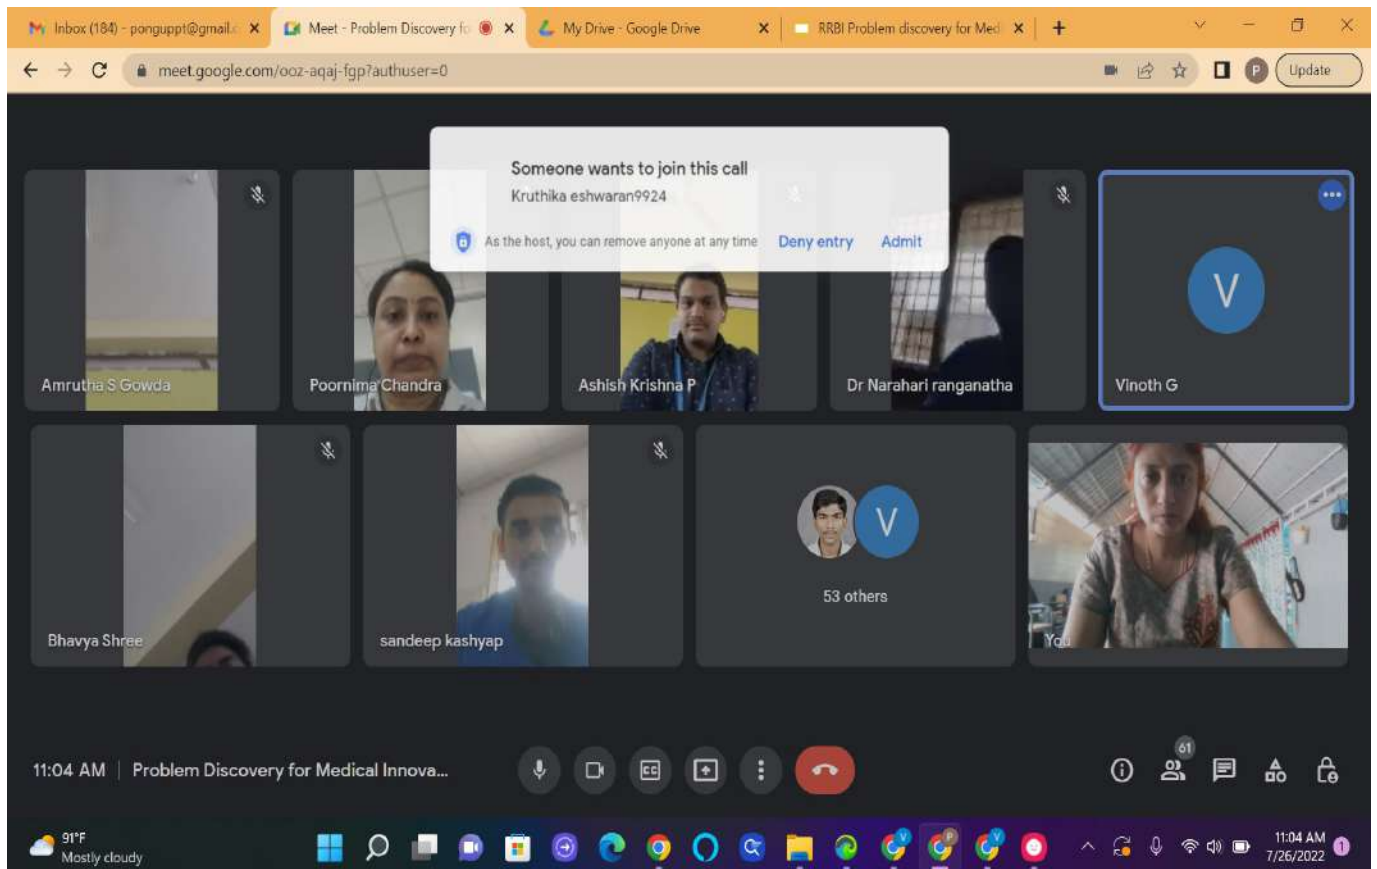 Inbox (184) - ponguppt@gmail.c
Meet - Problem Discovery fo
My Drive - Google Drive
RRBI Problem discovery for Medi
meet.google.com/ooz-aqaj-fgp?authuser=0
P
Update
Someone wants to join this call
Kruthika eshwaran9924
As the host, you can remove anyone at any time
Deny entry
Admit
V
Amrutha S Gowda
Poornima Chandra
Ashish Krishna P
Dr Narahari ranganatha
Vinoth G
V
53 others
Bhavya Shree
sandeep kashyap
You
11:04 AM | Problem Discovery for Medical Innova...
CC
61
91°F
Mostly cloudy
V
P
V
11:04 AM
7/26/2022
1